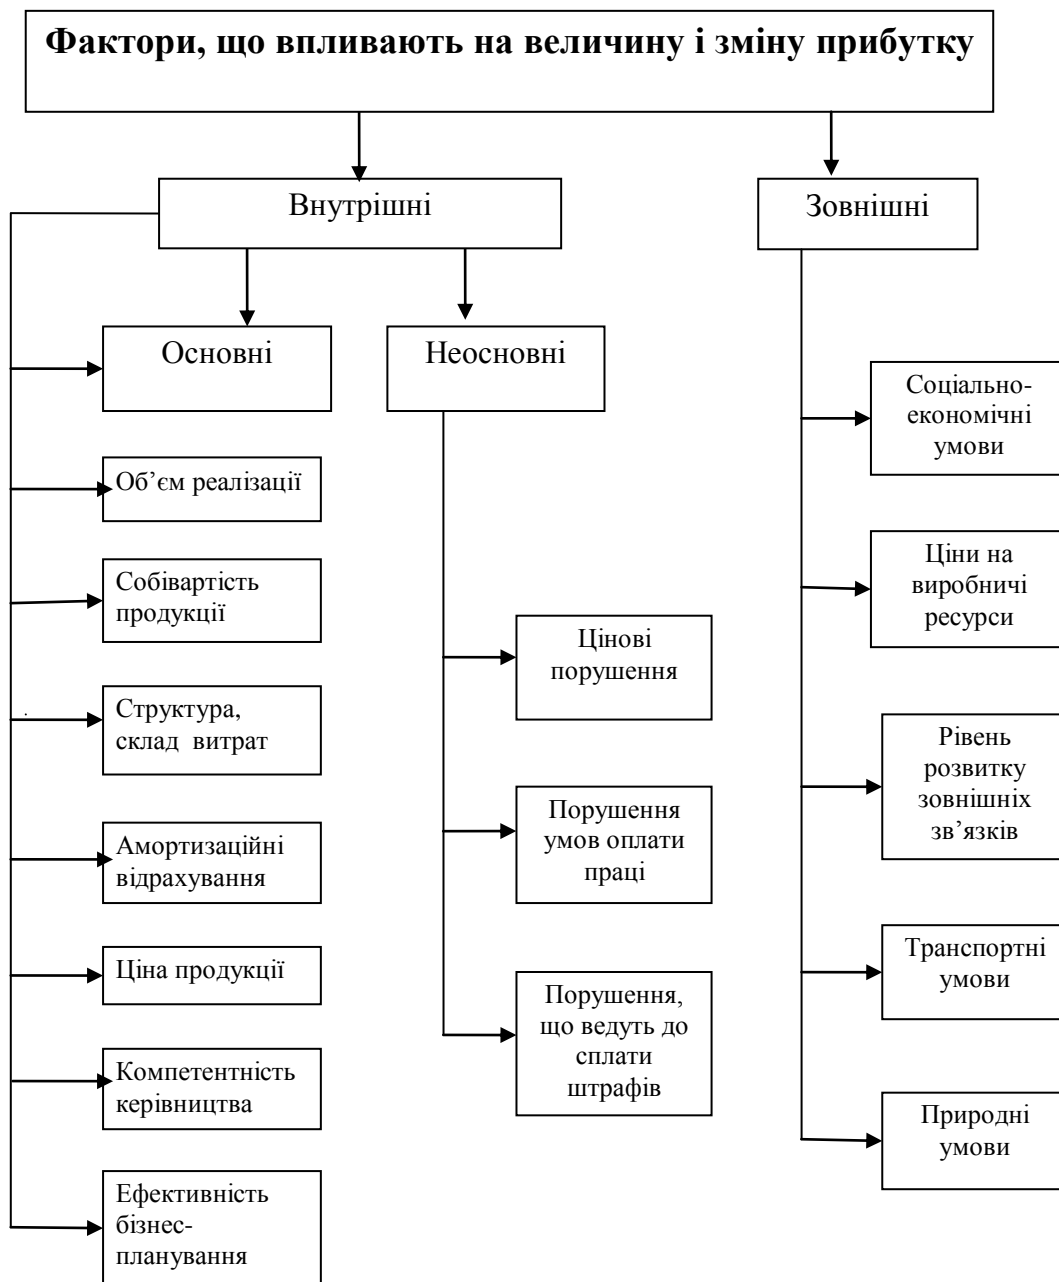 Фактори, що впливають на величину і зміну прибутку
Внутрішні
Зовнішні
Основні
Неосновні
Об’єм реалізації
Собівартість
продукції
Структура,
склад витрат
Амортизаційні
відрахування
Ціна продукції
Компетентність
керівництва
Ефективність
бізнес-
планування
Цінові
порушення
Порушення
умов оплати
праці
Порушення,
що ведуть до
сплати
штрафів
Соціально-
економічні
умови
Ціни на
виробничі
ресурси
Рівень
розвитку
зовнішніх
зв’язків
Транспортні
умови
Природні
умови